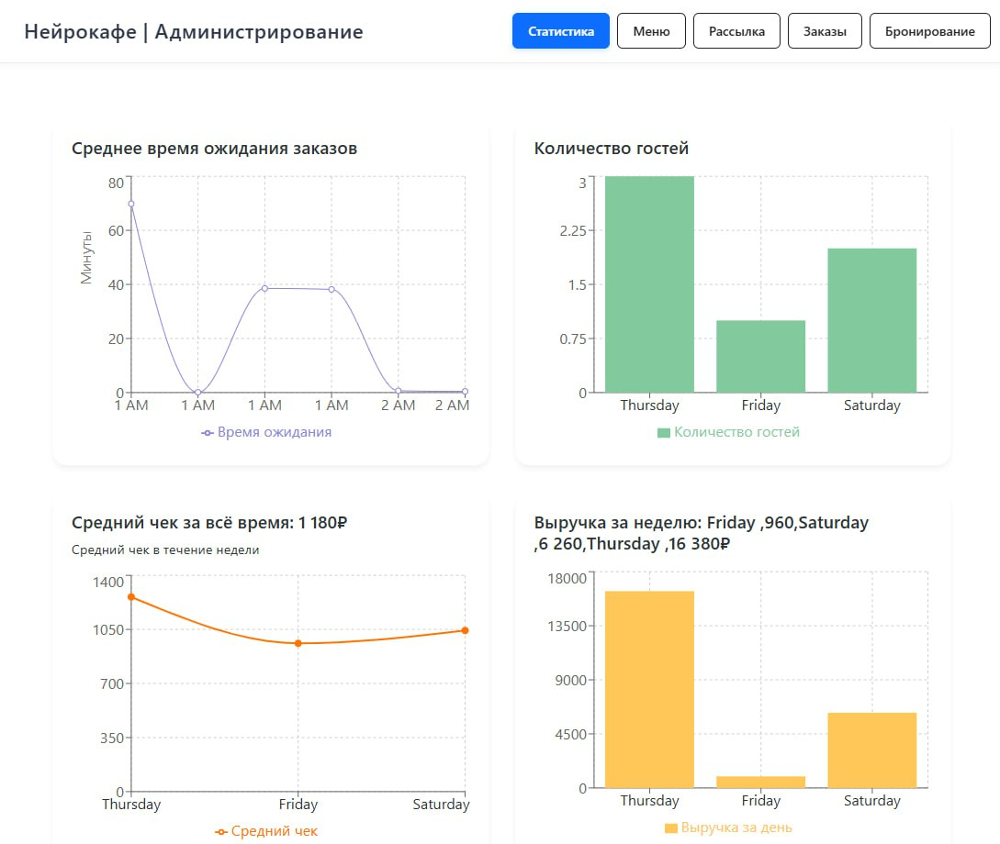 Нейрокафе | Администрирование
Статистика
Меню
Рассылка
Заказы
Бронирование
Среднее время ожидания заказов
80
60
40
20
0
Минуты
1 AM 1 AM 1 AM 1 AM 2 AM 2 AM
Время ожидания
Количество гостей
3
2.25
1.5
0.75
0
Thursday Friday Saturday
Количество гостей
Средний чек за всё время: 1 180₽
Средний чек в течение недели
1400
1050
700
350
0
Thursday Friday Saturday
Средний чек
Выручка за неделю: Friday ,960,Saturday
,6 260,Thursday ,16 380₽
18000
13500
9000
4500
0
Thursday Friday Saturday
Выручка за день